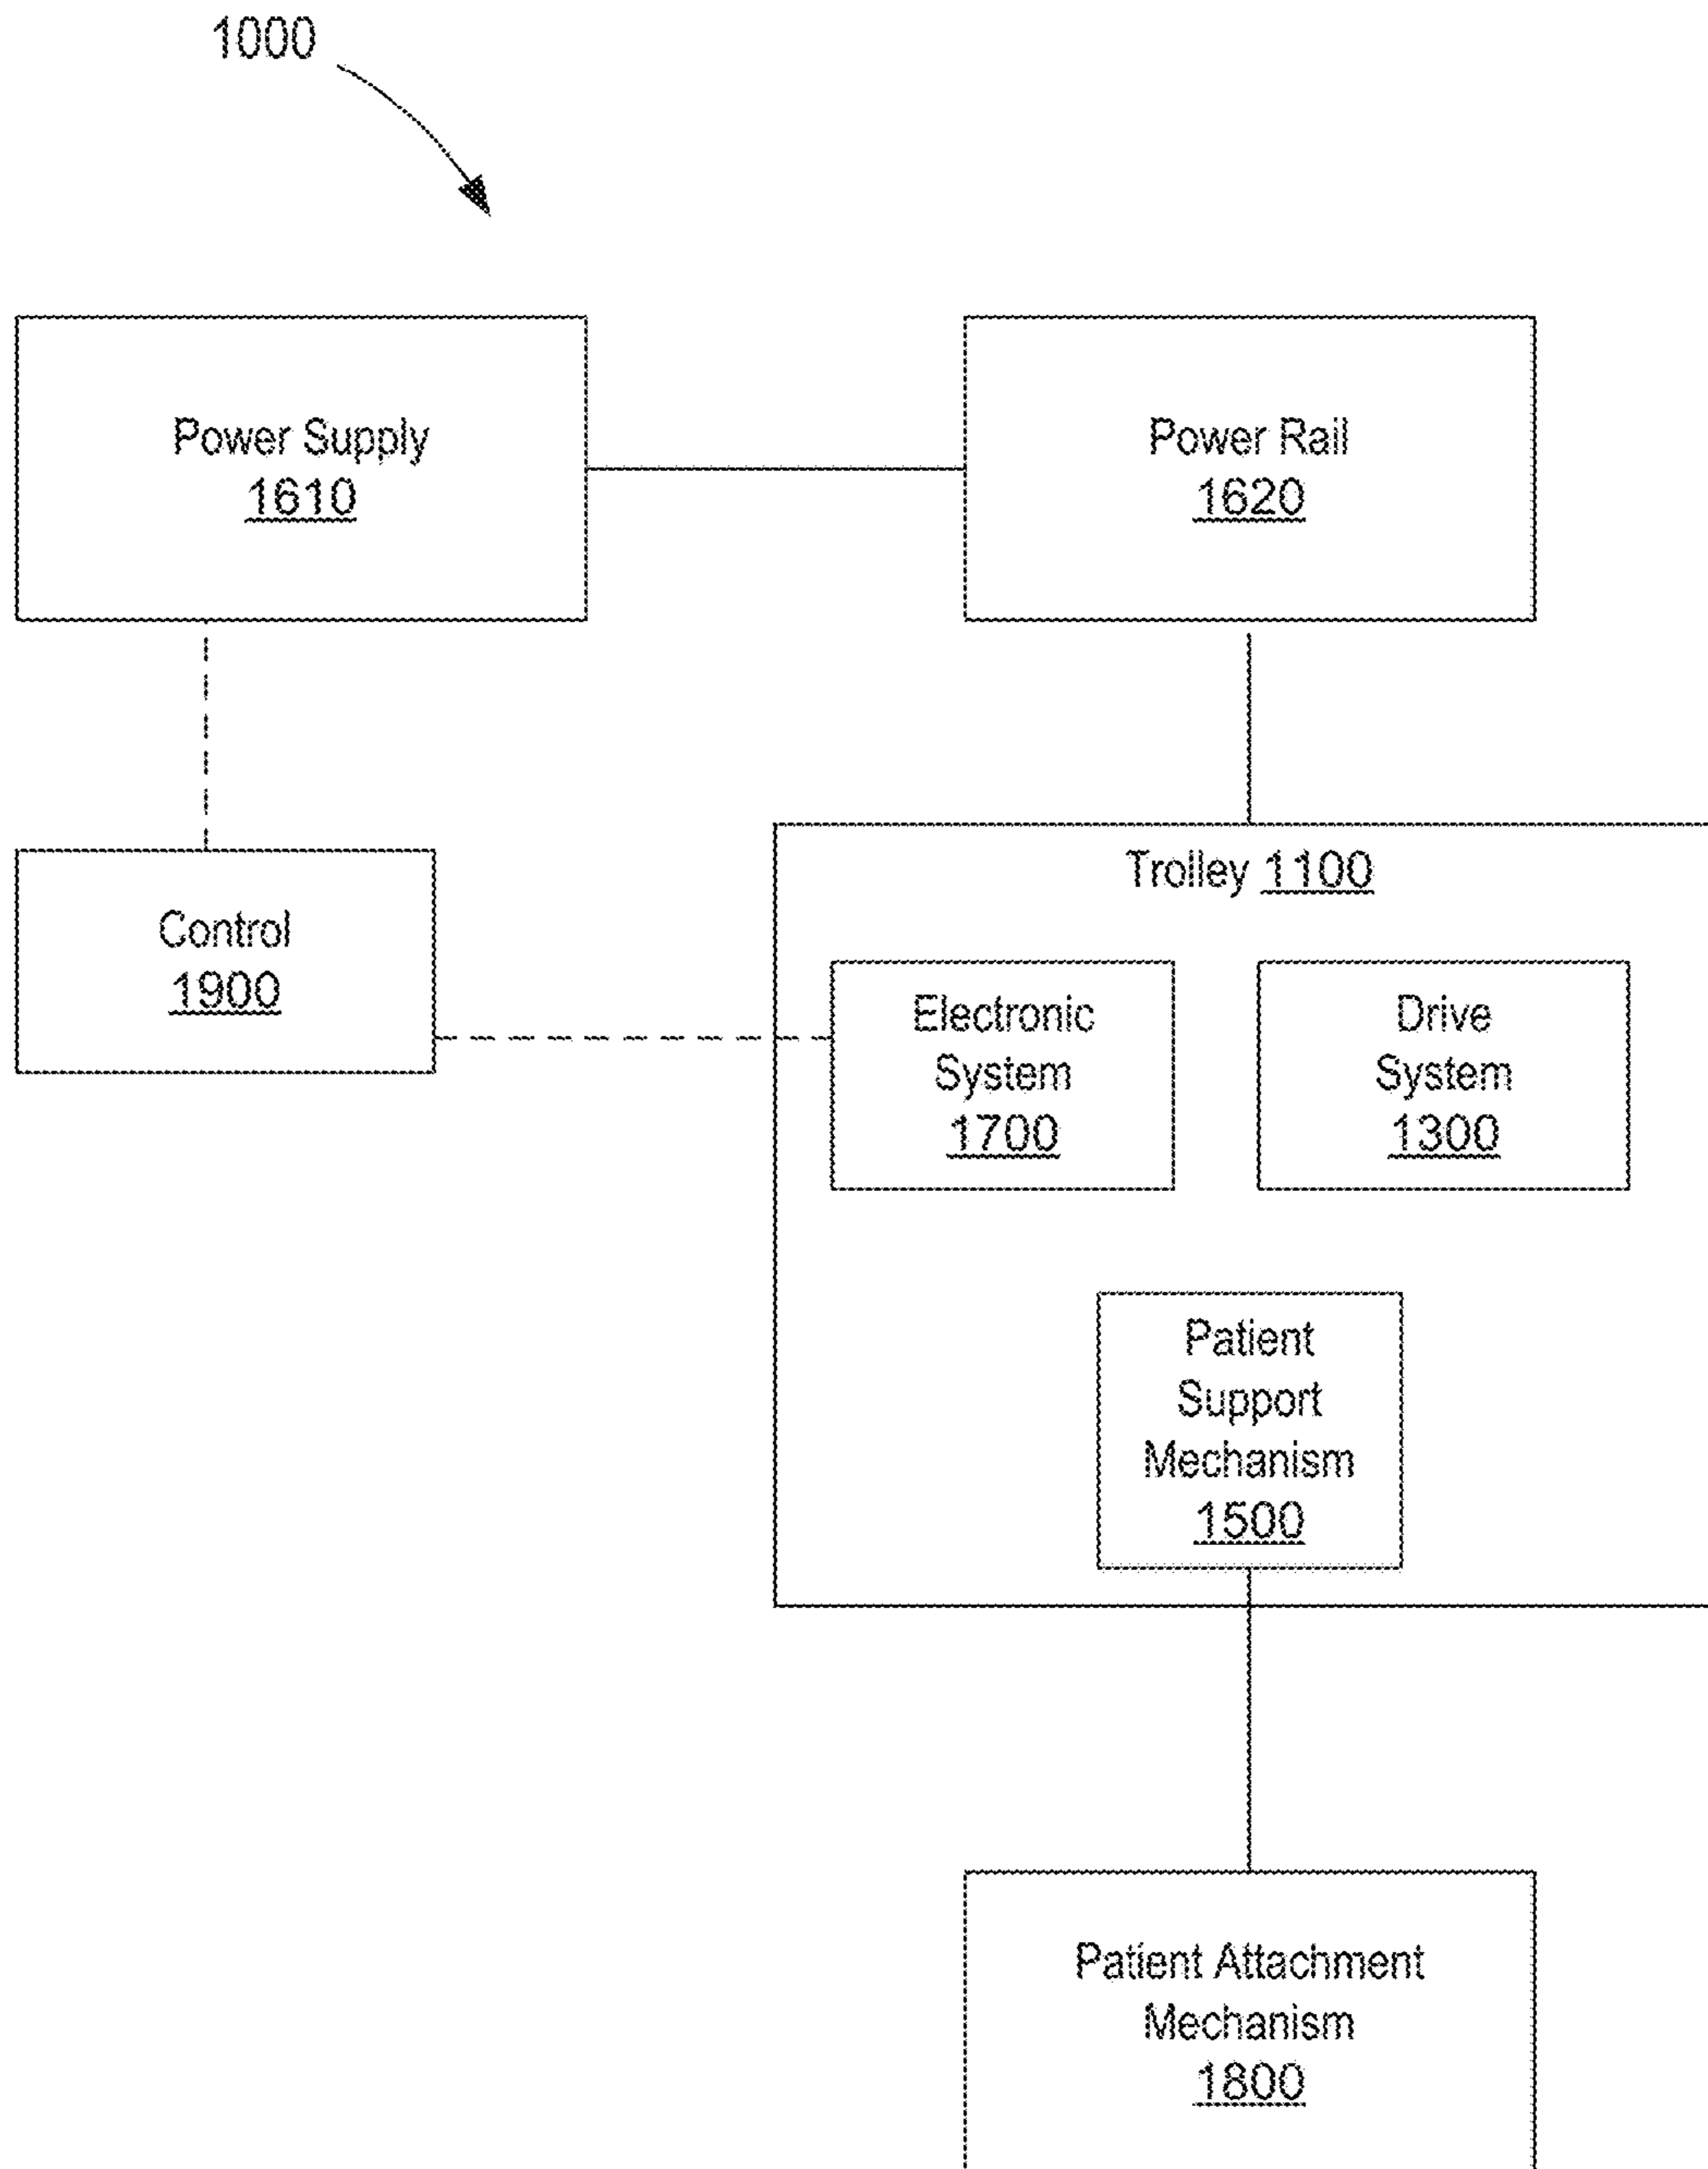 1000
Power Supply
1610
Power Rail
1620
Control
1900
Trolley 1100
Electronic
System
1700
Drive
System
1300
Patient
Support
Mechanism
1500
Patient Attachment
Mechanism
1800